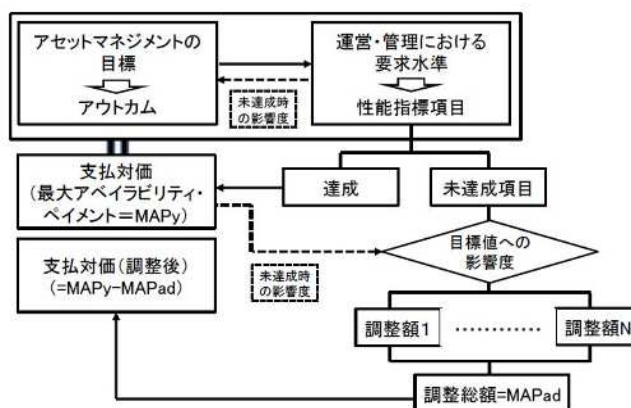 アセットマネジメントの
目標
アウトカム
運営・管理における
要求水準
性能指標項目
未達成時
の影響度
支払対価
(最大アベイラビリティ・
ペイメント=MAPy)
達成
未達成項目
目標値への
影響度
未達成時
の影響度
支払対価(調整後)
(=MAPy-MAPad)
調整額1
…………
調整額N
調整総額=MAPad